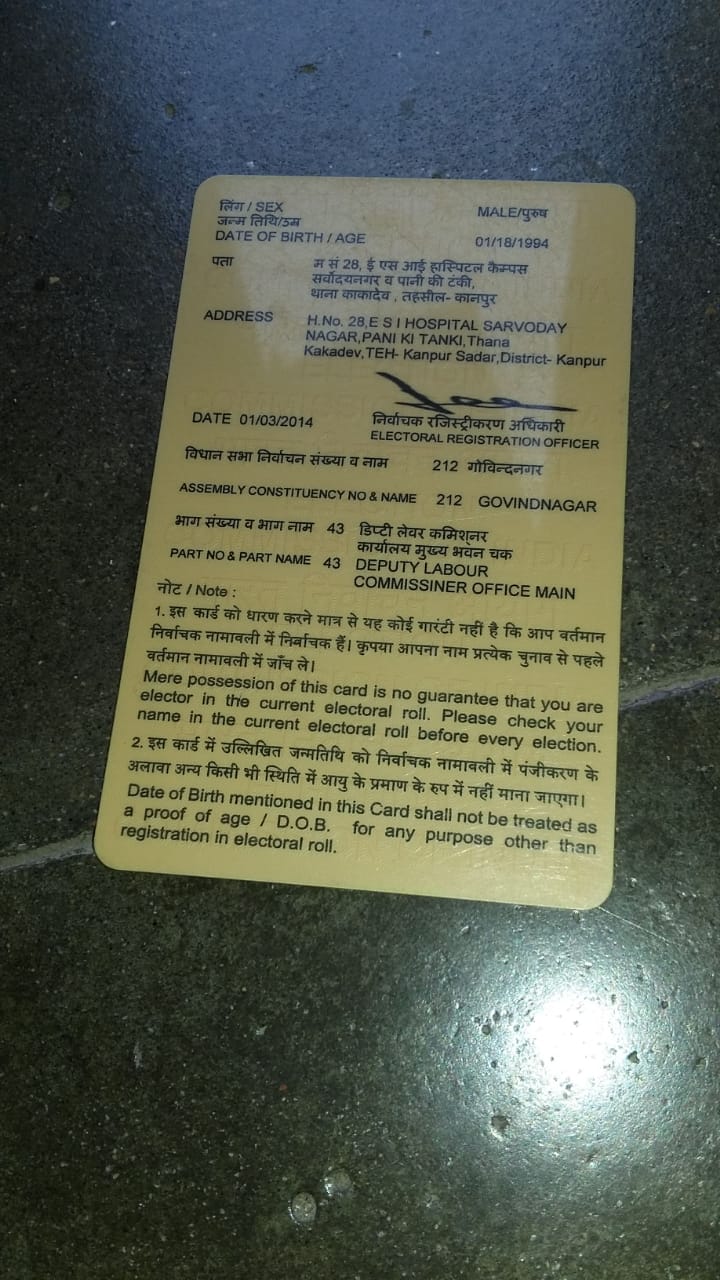 लिंग / SEX MALE/पुरुष
जन्म तिथि/उम्र
DATE OF BIRTH / AGE 01/18/1994
पता म सं 28, ई एस आई हास्पिटल कैम्पस
सर्वोदयनगर व पानी की टंकी,
थाना काकादेव , तहसील- कानपुर
ADDRESS H.No. 28,E S I HOSPITAL SARVODAY
NAGAR,PANI KI TANKI,Thana
Kakadev,TEH- Kanpur Sadar,District- Kanpur
DATE 01/03/2014 निर्वाचक रजिस्ट्रीकरण अधिकारी
ELECTORAL REGISTRATION OFFICER
विधान सभा निर्वाचन संख्या व नाम 212 गोविन्दनगर
ASSEMBLY CONSTITUENCY NO & NAME 212 GOVINDNAGAR
भाग संख्या व भाग नाम 43 डिप्टी लेवर कमिश्नर
कार्यालय मुख्य भवन चक
PART NO & PART NAME 43 DEPUTY LABOUR
COMMISSINER OFFICE MAIN
नोट / Note :
1. इस कार्ड को धारण करने मात्र से यह कोई गारंटी नहीं है कि आप वर्तमान
निर्वाचक नामावली में निर्वाचक हैं। कृपया आपना नाम प्रत्येक चुनाव से पहले
वर्तमान नामावली में जाँच ले।
Mere possession of this card is no guarantee that you are
elector in the current electoral roll. Please check your
name in the current electoral roll before every election.
2. इस कार्ड में उल्लिखित जन्मतिथि को निर्वाचक नामावली में पंजीकरण के
अलावा अन्य किसी भी स्थिति में आयु के प्रमाण के रुप में नहीं माना जाएगा।
Date of Birth mentioned in this Card shall not be treated as
a proof of age / D.O.B. for any purpose other than
registration in electoral roll.